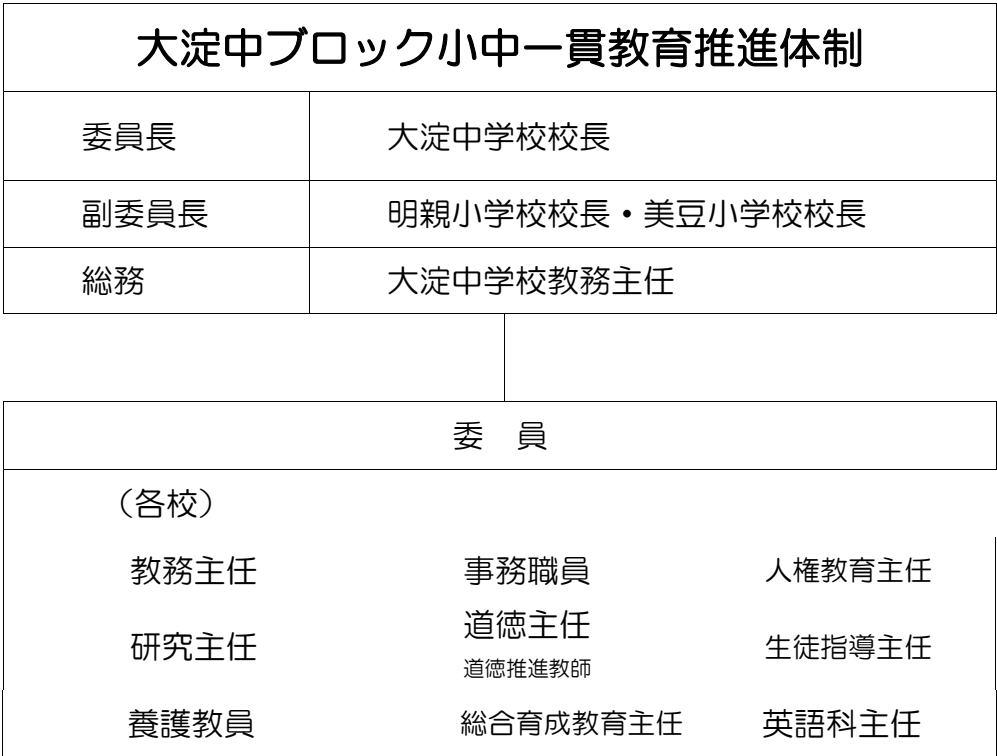 大淀中ブロック小中一貫教育推進体制
委員長 大淀中学校校長
副委員長 明親小学校校長・美豆小学校校長
総務 大淀中学校教務主任
委 員
（各校）
教務主任 事務職員 人権教育主任
研究主任 道徳主任 生徒指導主任
道徳推進教師
養護教員 総合育成教育主任 英語科主任